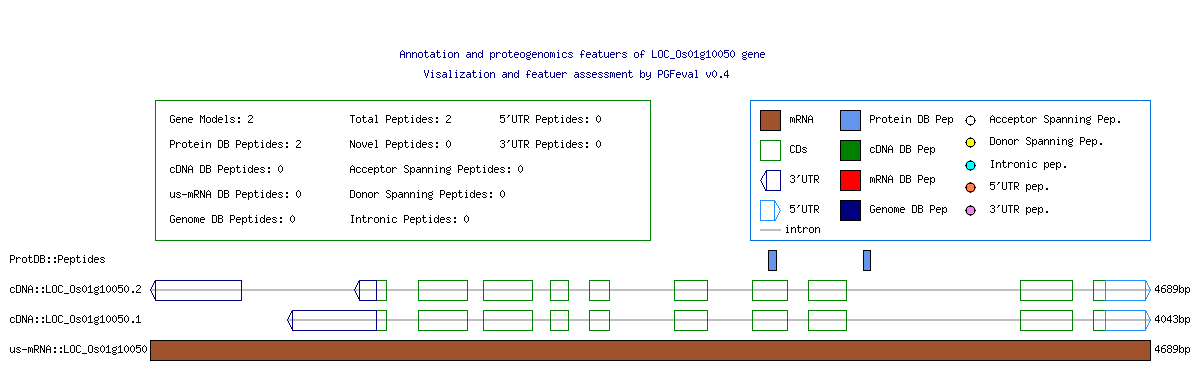 Annotation and proteogenomics featuers of LOC_Os01g10050 gene
Visalization and featuer assessment by PGFeval v0.4
Gene Models: 2 Total Peptides: 2 5'UTR Peptides: 0
Protein DB Peptides: 2 Novel Peptides: 0 3'UTR Peptides: 0
cDNA DB Peptides: 0 Acceptor Spanning Peptides: 0
us-mRNA DB Peptides: 0 Donor Spanning Peptides: 0
Genome DB Peptides: 0 Intronic Peptides: 0
mRNA Protein DB Pep Acceptor Spanning Pep.
CDs cDNA DB Pep Donor Spanning Pep.
3'UTR mRNA DB Pep Intronic pep.
5'UTR Genome DB Pep 5'UTR pep.
intron 3'UTR pep.
ProtDB::Peptides
cDNA::LOC_Os01g10050.2 4689bp
cDNA::LOC_Os01g10050.1 4043bp
us-mRNA::LOC_Os01g10050 4689bp